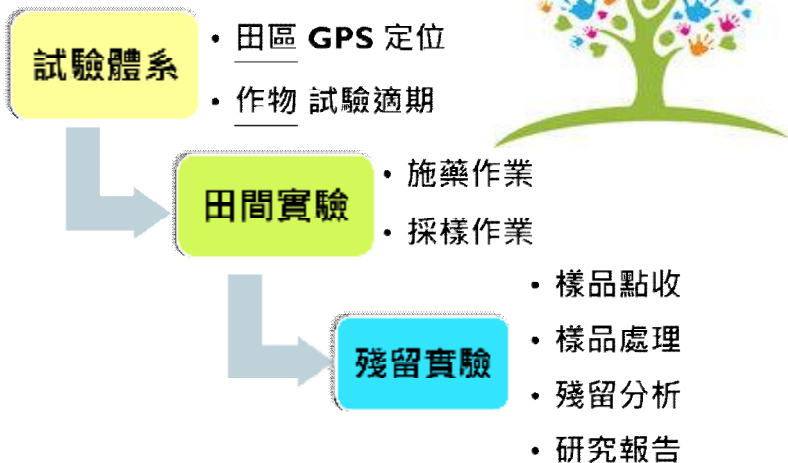 試驗體系
• 田區 GPS 定位
• 作物 試驗適期
田間實驗
• 施藥作業
• 採樣作業
殘留實驗
• 樣品點收
• 樣品處理
• 殘留分析
• 研究報告